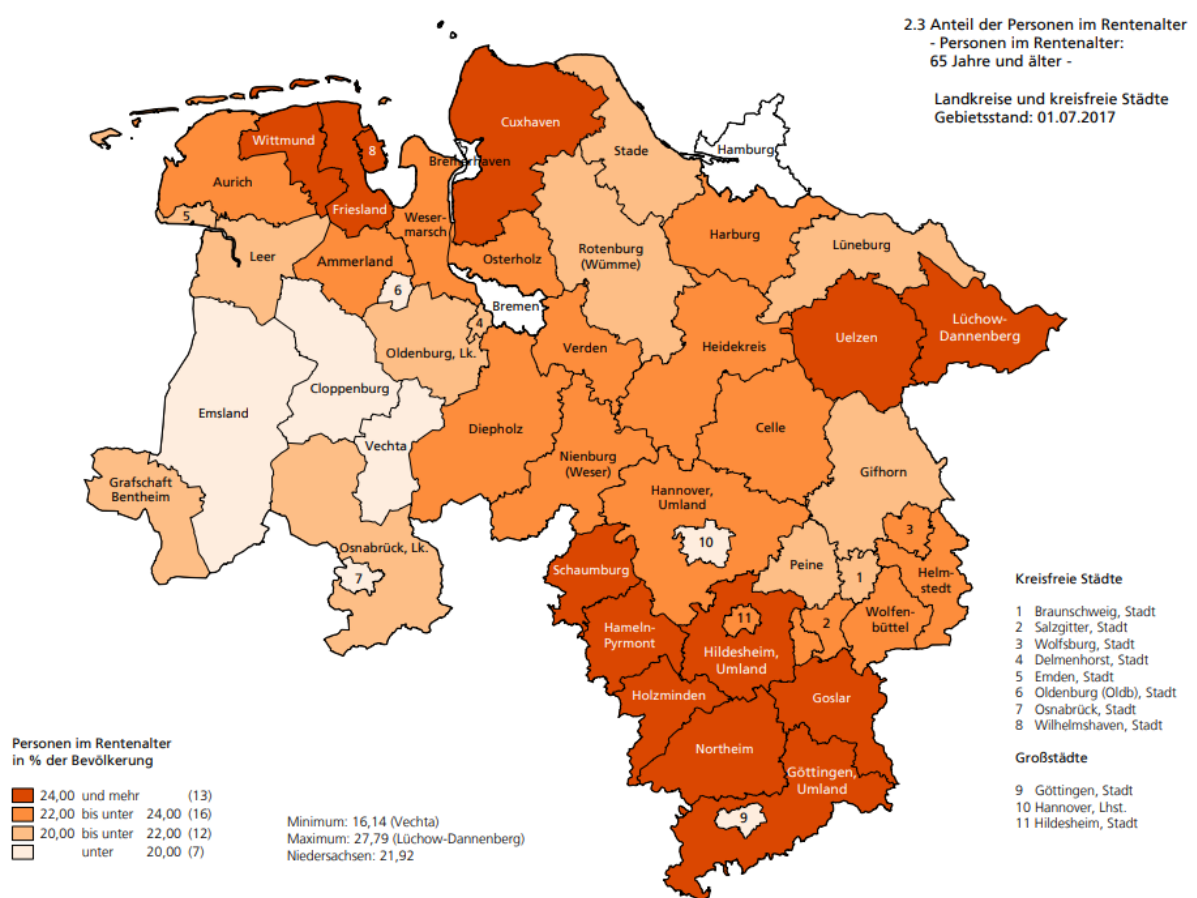 2.3 Anteil der Personen im Rentenalter
- Personen im Rentenalter:
65 Jahre und älter -
Landkreise und kreisfreie Städte
Gebietsstand: 01.07.2017
Cuxhaven
Wittmund
8
Bremerhaven
Stade
Hamburg
Aurich
5
Friesland
Weser-
marsch
Harburg
Lüneburg
Leer
Ammerland
Osterholz
Rotenburg
(Wümme)
6
Bremen
4
Lüchow-
Dannenberg
Uelzen
Oldenburg, Lk.
Verden
Heidekreis
Cloppenburg
Emsland
Vechta
Diepholz
Celle
Nienburg
(Weser)
Gifhorn
Grafschaft
Bentheim
Hannover,
Umland
3
10
Osnabrück, Lk.
7
Schaumburg
Peine
1
Helm-
stedt
Wolfen-
büttel
11
2
Hameln-
Pyrmont
Hildesheim,
Umland
Holzminden
Goslar
Northeim
Göttingen,
Umland
9
Kreisfreie Städte
1 Braunschweig, Stadt
2 Salzgitter, Stadt
3 Wolfsburg, Stadt
4 Delmenhorst, Stadt
5 Emden, Stadt
6 Oldenburg (Oldb), Stadt
7 Osnabrück, Stadt
8 Wilhelmshaven, Stadt
Großstädte
9 Göttingen, Stadt
10 Hannover, Lhst.
11 Hildesheim, Stadt
Personen im Rentenalter
in % der Bevölkerung
24,00 und mehr (13)
22,00 bis unter 24,00 (16)
20,00 bis unter 22,00 (12)
unter 20,00 (7)
Minimum: 16,14 (Vechta)
Maximum: 27,79 (Lüchow-Dannenberg)
Niedersachsen: 21,92